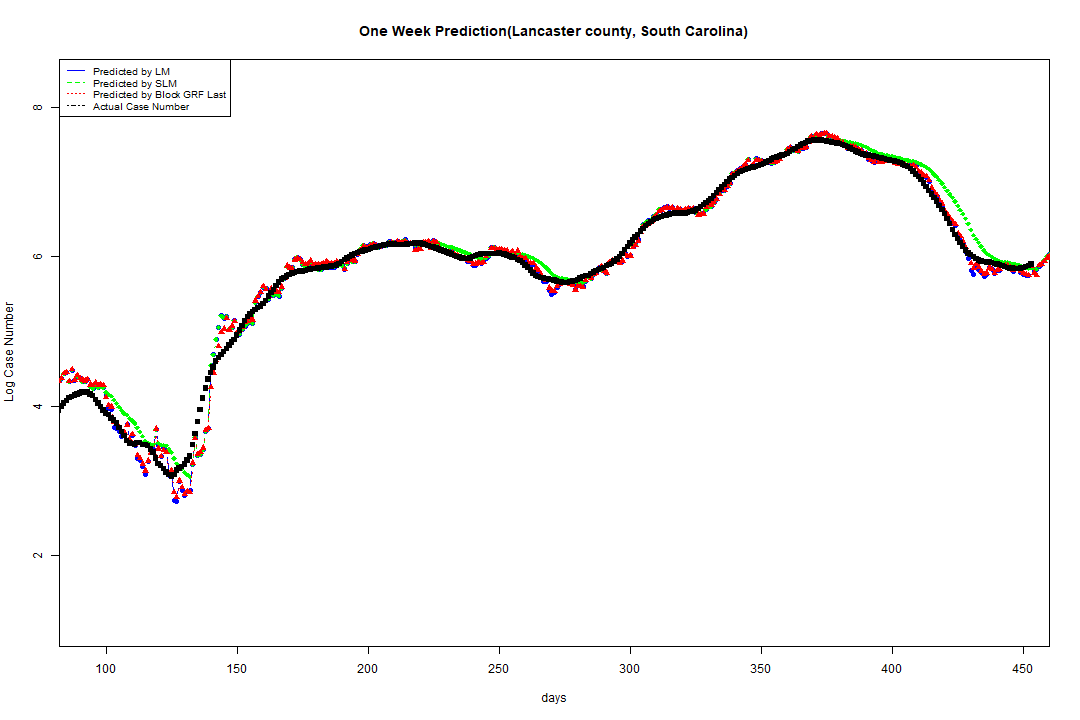 One Week Prediction(Lancaster county, South Carolina)
Predicted by LM
Predicted by SLM
Predicted by Block GRF Last
Actual Case Number
8
6
4
2
Log Case Number
100 150 200 250 300 350 400 450
days